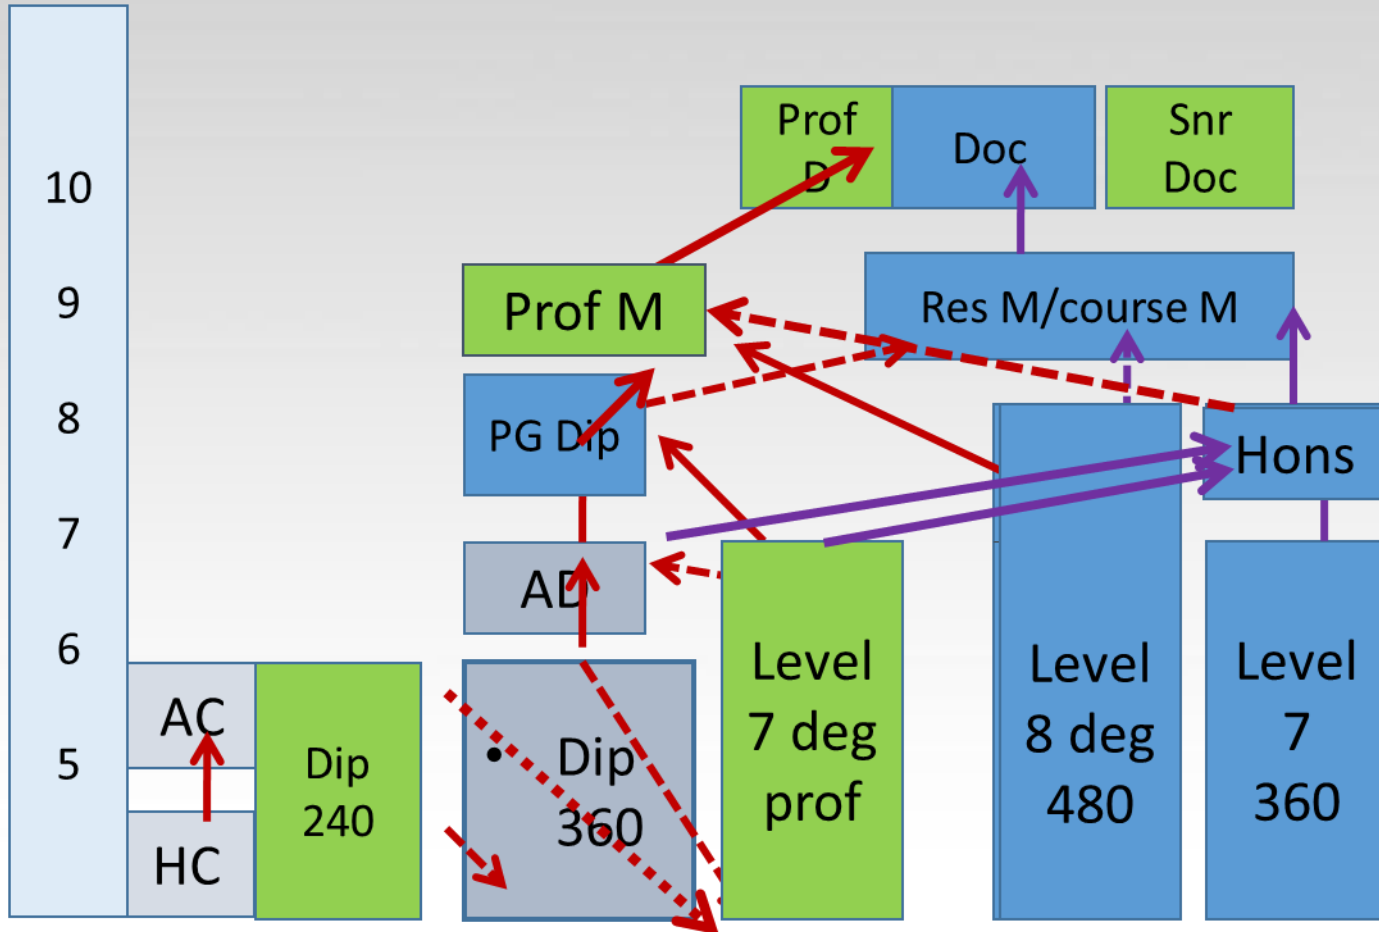 10
9
8
7
6
5
Prof
D
Doc
Snr
Doc
Prof M
Res M/course M
PG Dip
Hons
AD
AC
HC
Dip
240
Dip
360
Level
7 deg
prof
Level
8 deg
480
Level
7
360